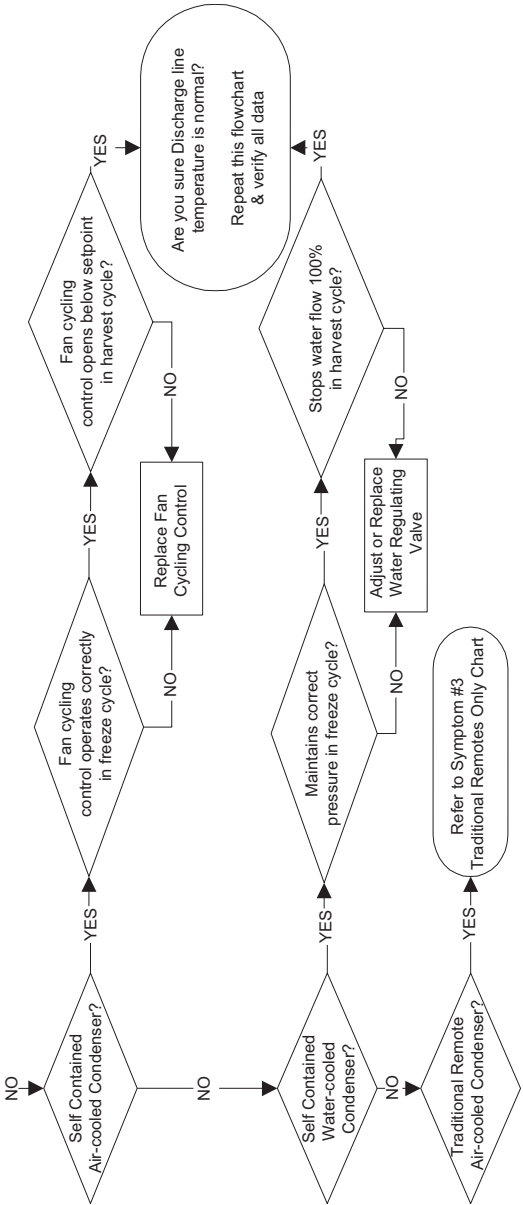 NO
Self Contained
Air-cooled Condenser?
YES
Fan cycling
control operates correctly
in freeze cycle?
YES
Fan cycling
control opens below setpoint
in harvest cycle?
YES
NO
NO
Replace Fan
Cycling Control
Are you sure Discharge line
temperature is normal?
Repeat this flowchart
& verify all data
NO
Self Contained
Water-cooled
Condenser?
YES
Maintains correct
pressure in freeze cycle?
YES
Stops water flow 100%
in harvest cycle?
YES
NO
NO
Adjust or Replace
Water Regulating
Valve
NO
Traditional Remote
Air-cooled Condenser?
YES
Refer to Symptom #3
Traditional Remotes Only Chart